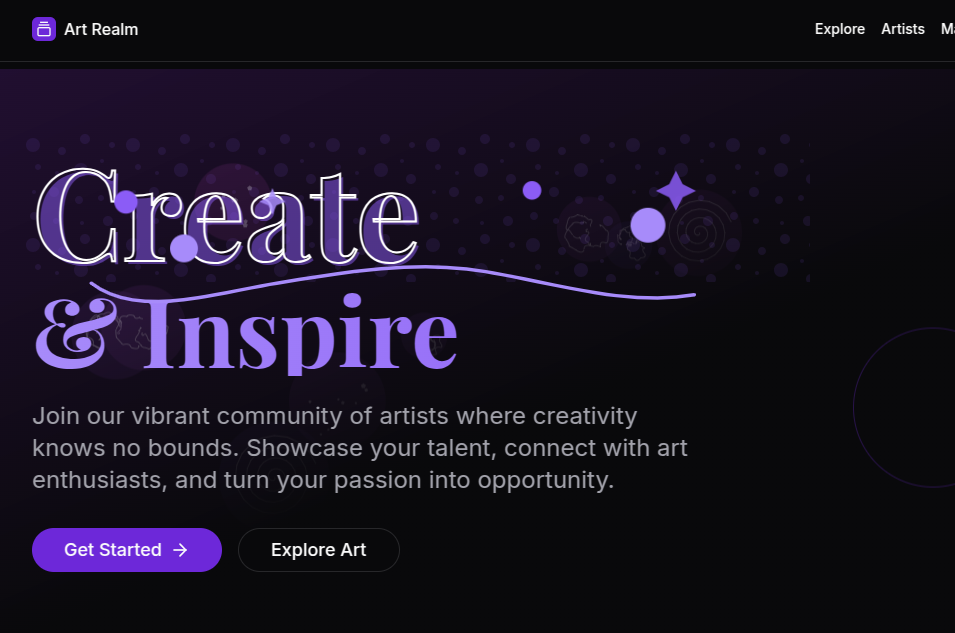 Art Realm
Explore Artists
Create
& Inspire
Join our vibrant community of artists where creativity
knows no bounds. Showcase your talent, connect with art
enthusiasts, and turn your passion into opportunity.
Get Started
Explore Art